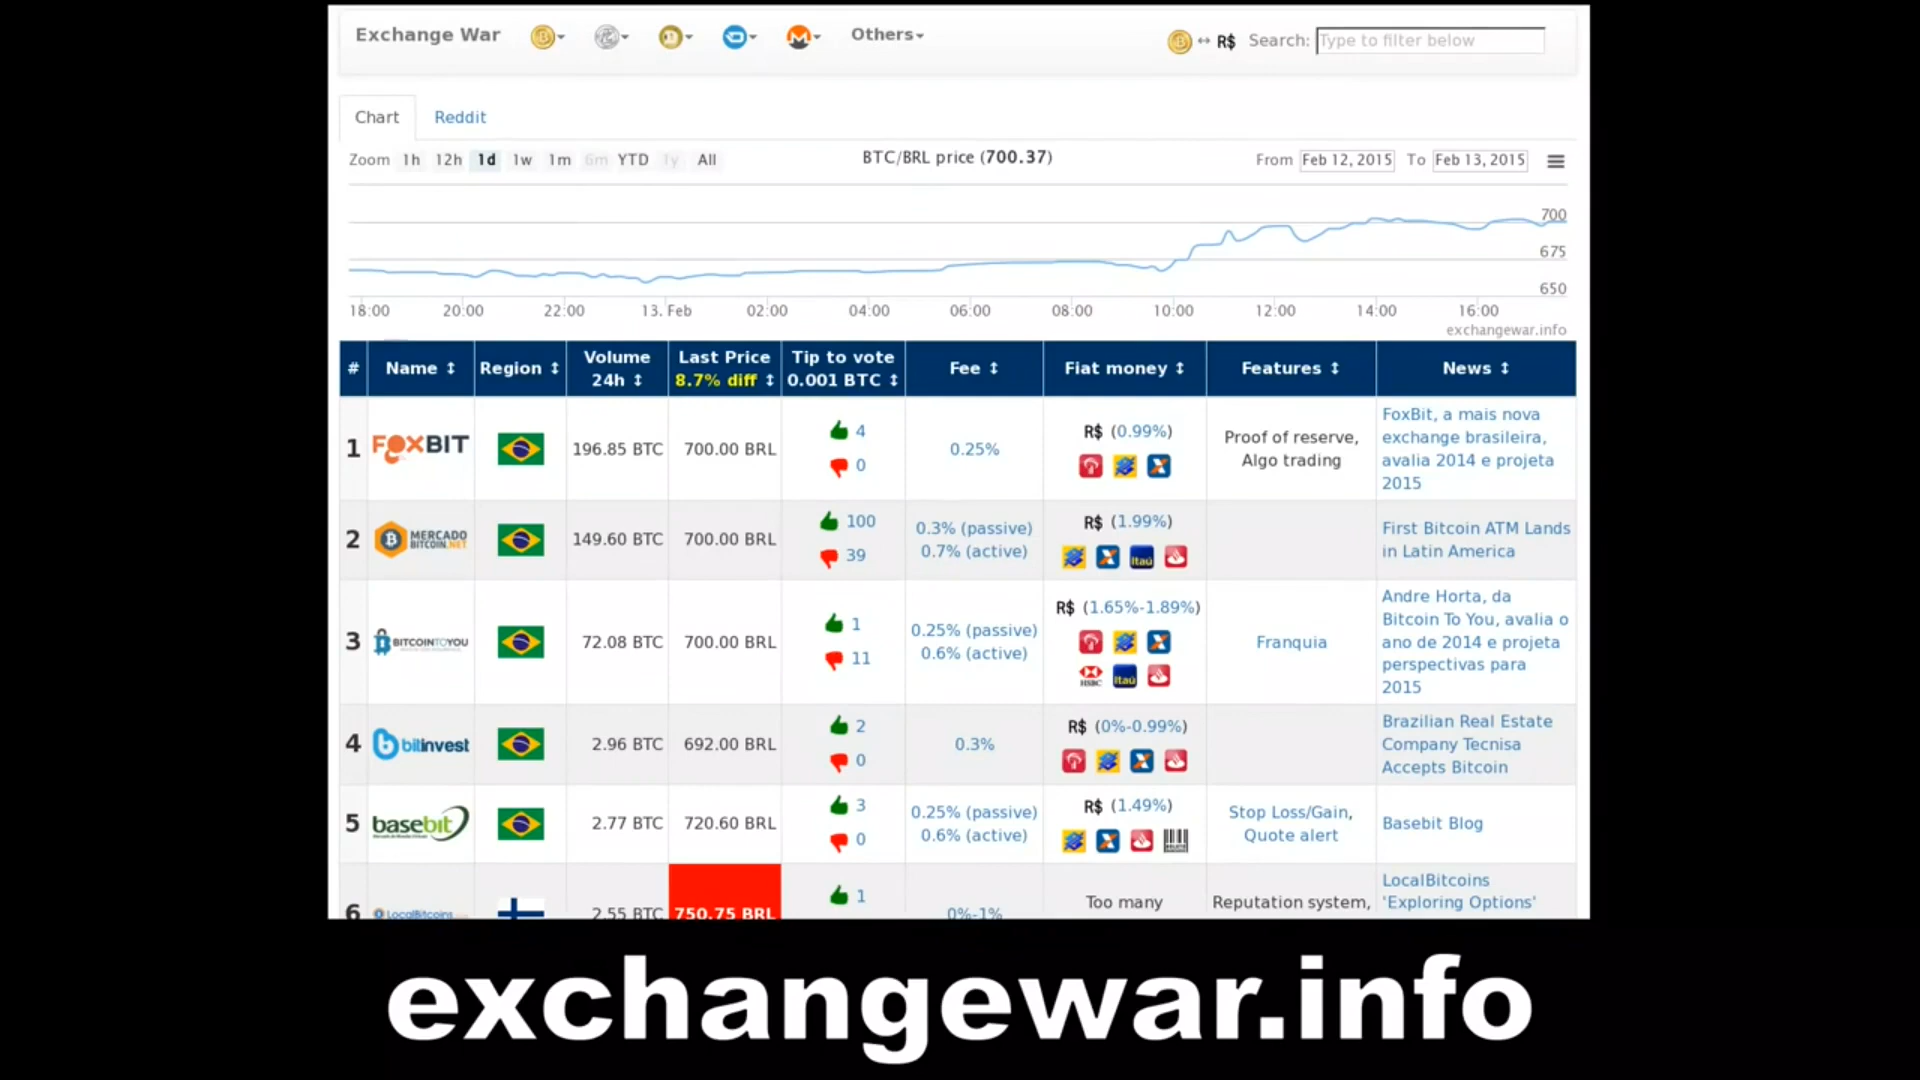 Exchange War
Others
R$
Search:
Type to filter below
Chart
Reddit
Zoom 1h 12h 1d 1w 1m 6m YTD 1y All
BTC/BRL price (700.37)
From Feb 12, 2015 To Feb 13, 2015
700
675
650
18:00 20:00 22:00 13. Feb 02:00 04:00 06:00 08:00 10:00 12:00 14:00 16:00
exchangewar.info
#
Name
Region
Volume
24h
Last Price
8.7% diff
Tip to vote
0.001 BTC
Fee
Fiat money
Features
News
1
FOXBIT
196.85 BTC
700.00 BRL
4
0
0.25%
R$ (0.99%)
Proof of reserve,
Algo trading
FoxBit, a mais nova
exchange brasileira,
avalia 2014 e projeta
2015
2
MERCADO
BITCOIN.NET
149.60 BTC
700.00 BRL
100
39
0.3% (passive)
0.7% (active)
R$ (1.99%)
Itaú
First Bitcoin ATM Lands
in Latin America
3
BITCOINTOYOU
72.08 BTC
700.00 BRL
1
11
0.25% (passive)
0.6% (active)
R$ (1.65%-1.89%)
HSBC
Itaú
Franquia
Andre Horta, da
Bitcoin To You, avalia o
ano de 2014 e projeta
perspectivas para
2015
4
bitinvest
2.96 BTC
692.00 BRL
2
0
0.3%
R$ (0%-0.99%)
Brazilian Real Estate
Company Tecnisa
Accepts Bitcoin
5
basebit
2.77 BTC
720.60 BRL
3
0
0.25% (passive)
0.6% (active)
R$ (1.49%)
Stop Loss/Gain,
Quote alert
Basebit Blog
6
LocalBitcoins
2.55 BTC
750.75 BRL
1
0%-1%
Too many
Reputation system,
LocalBitcoins
'Exploring Options'
exchangewar.info